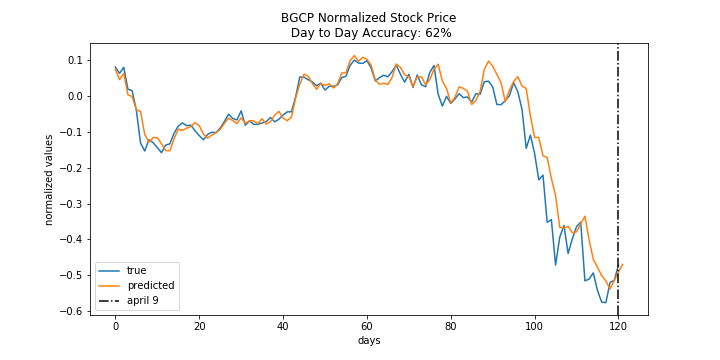 BGCP Normalized Stock Price
Day to Day Accuracy: 62%
normalized values
0.1
0.0
−0.1
−0.2
−0.3
−0.4
−0.5
−0.6
true
predicted
april 9
0 20 40 60 80 100 120
days